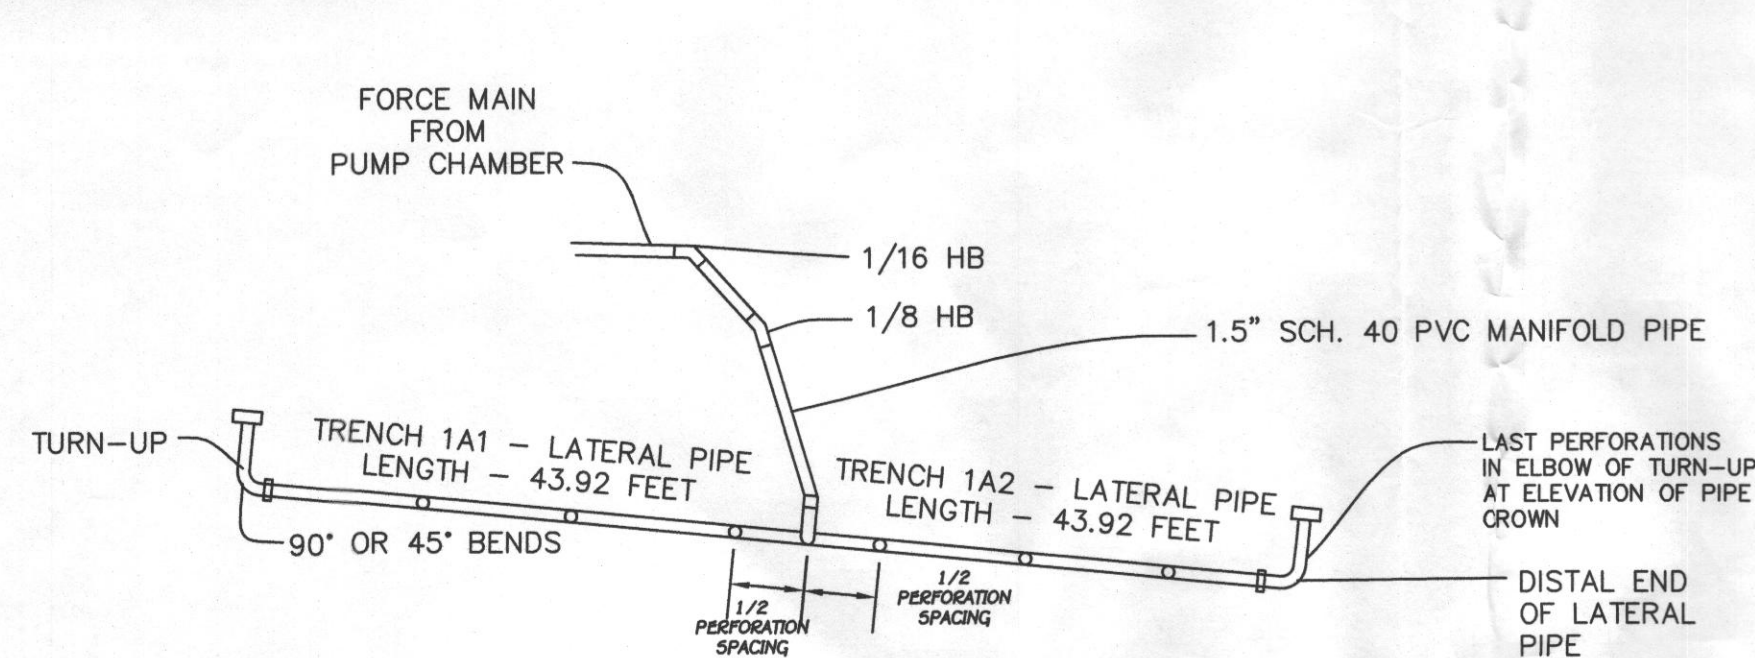 FORCE MAIN
FROM
PUMP CHAMBER
1/16 HB
1/8 HB
1.5" SCH. 40 PVC MANIFOLD PIPE
TURN-UP
TRENCH 1A1 - LATERAL PIPE
LENGTH - 43.92 FEET
TRENCH 1A2 - LATERAL PIPE
LENGTH - 43.92 FEET
LAST PERFORATIONS
IN ELBOW OF TURN-UP
AT ELEVATION OF PIPE
CROWN
90° OR 45° BENDS
1/2
PERFORATION
SPACING
1/2
PERFORATION
SPACING
DISTAL END
OF LATERAL
PIPE